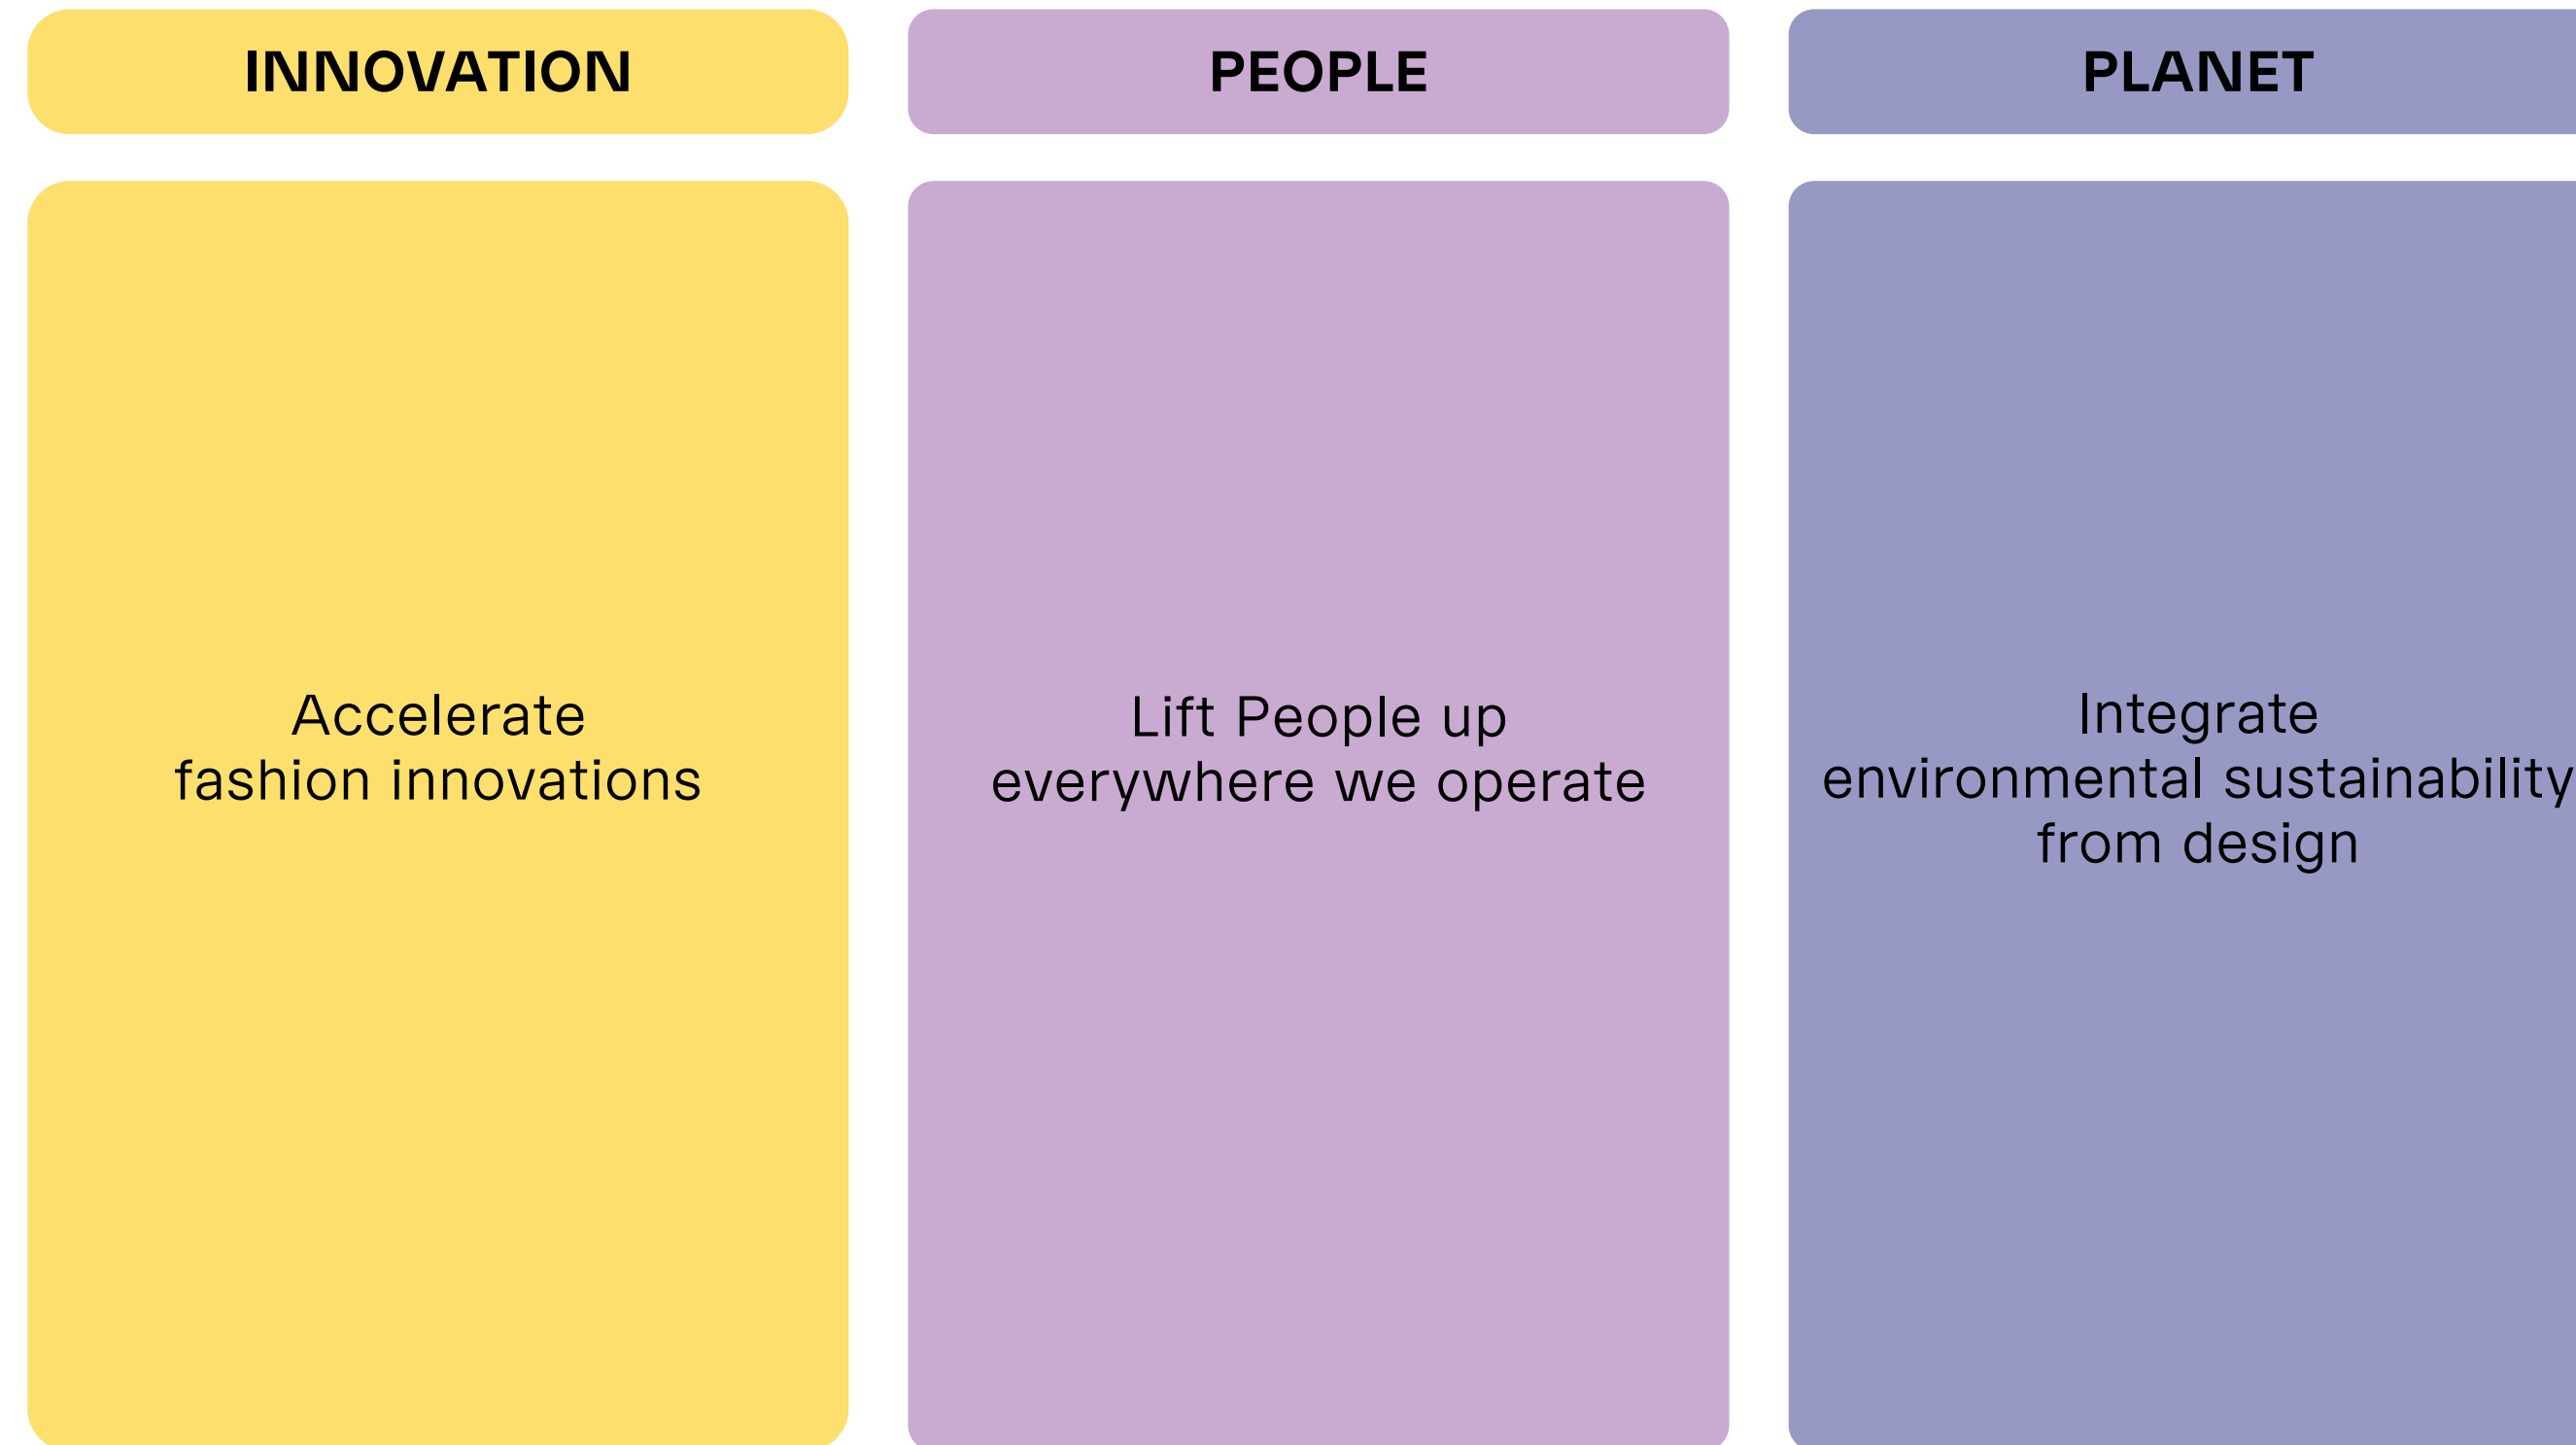 INNOVATION
PEOPLE
PLANET
Accelerate
fashion innovations
Lift People up
everywhere we operate
Integrate
environmental sustainability
from design